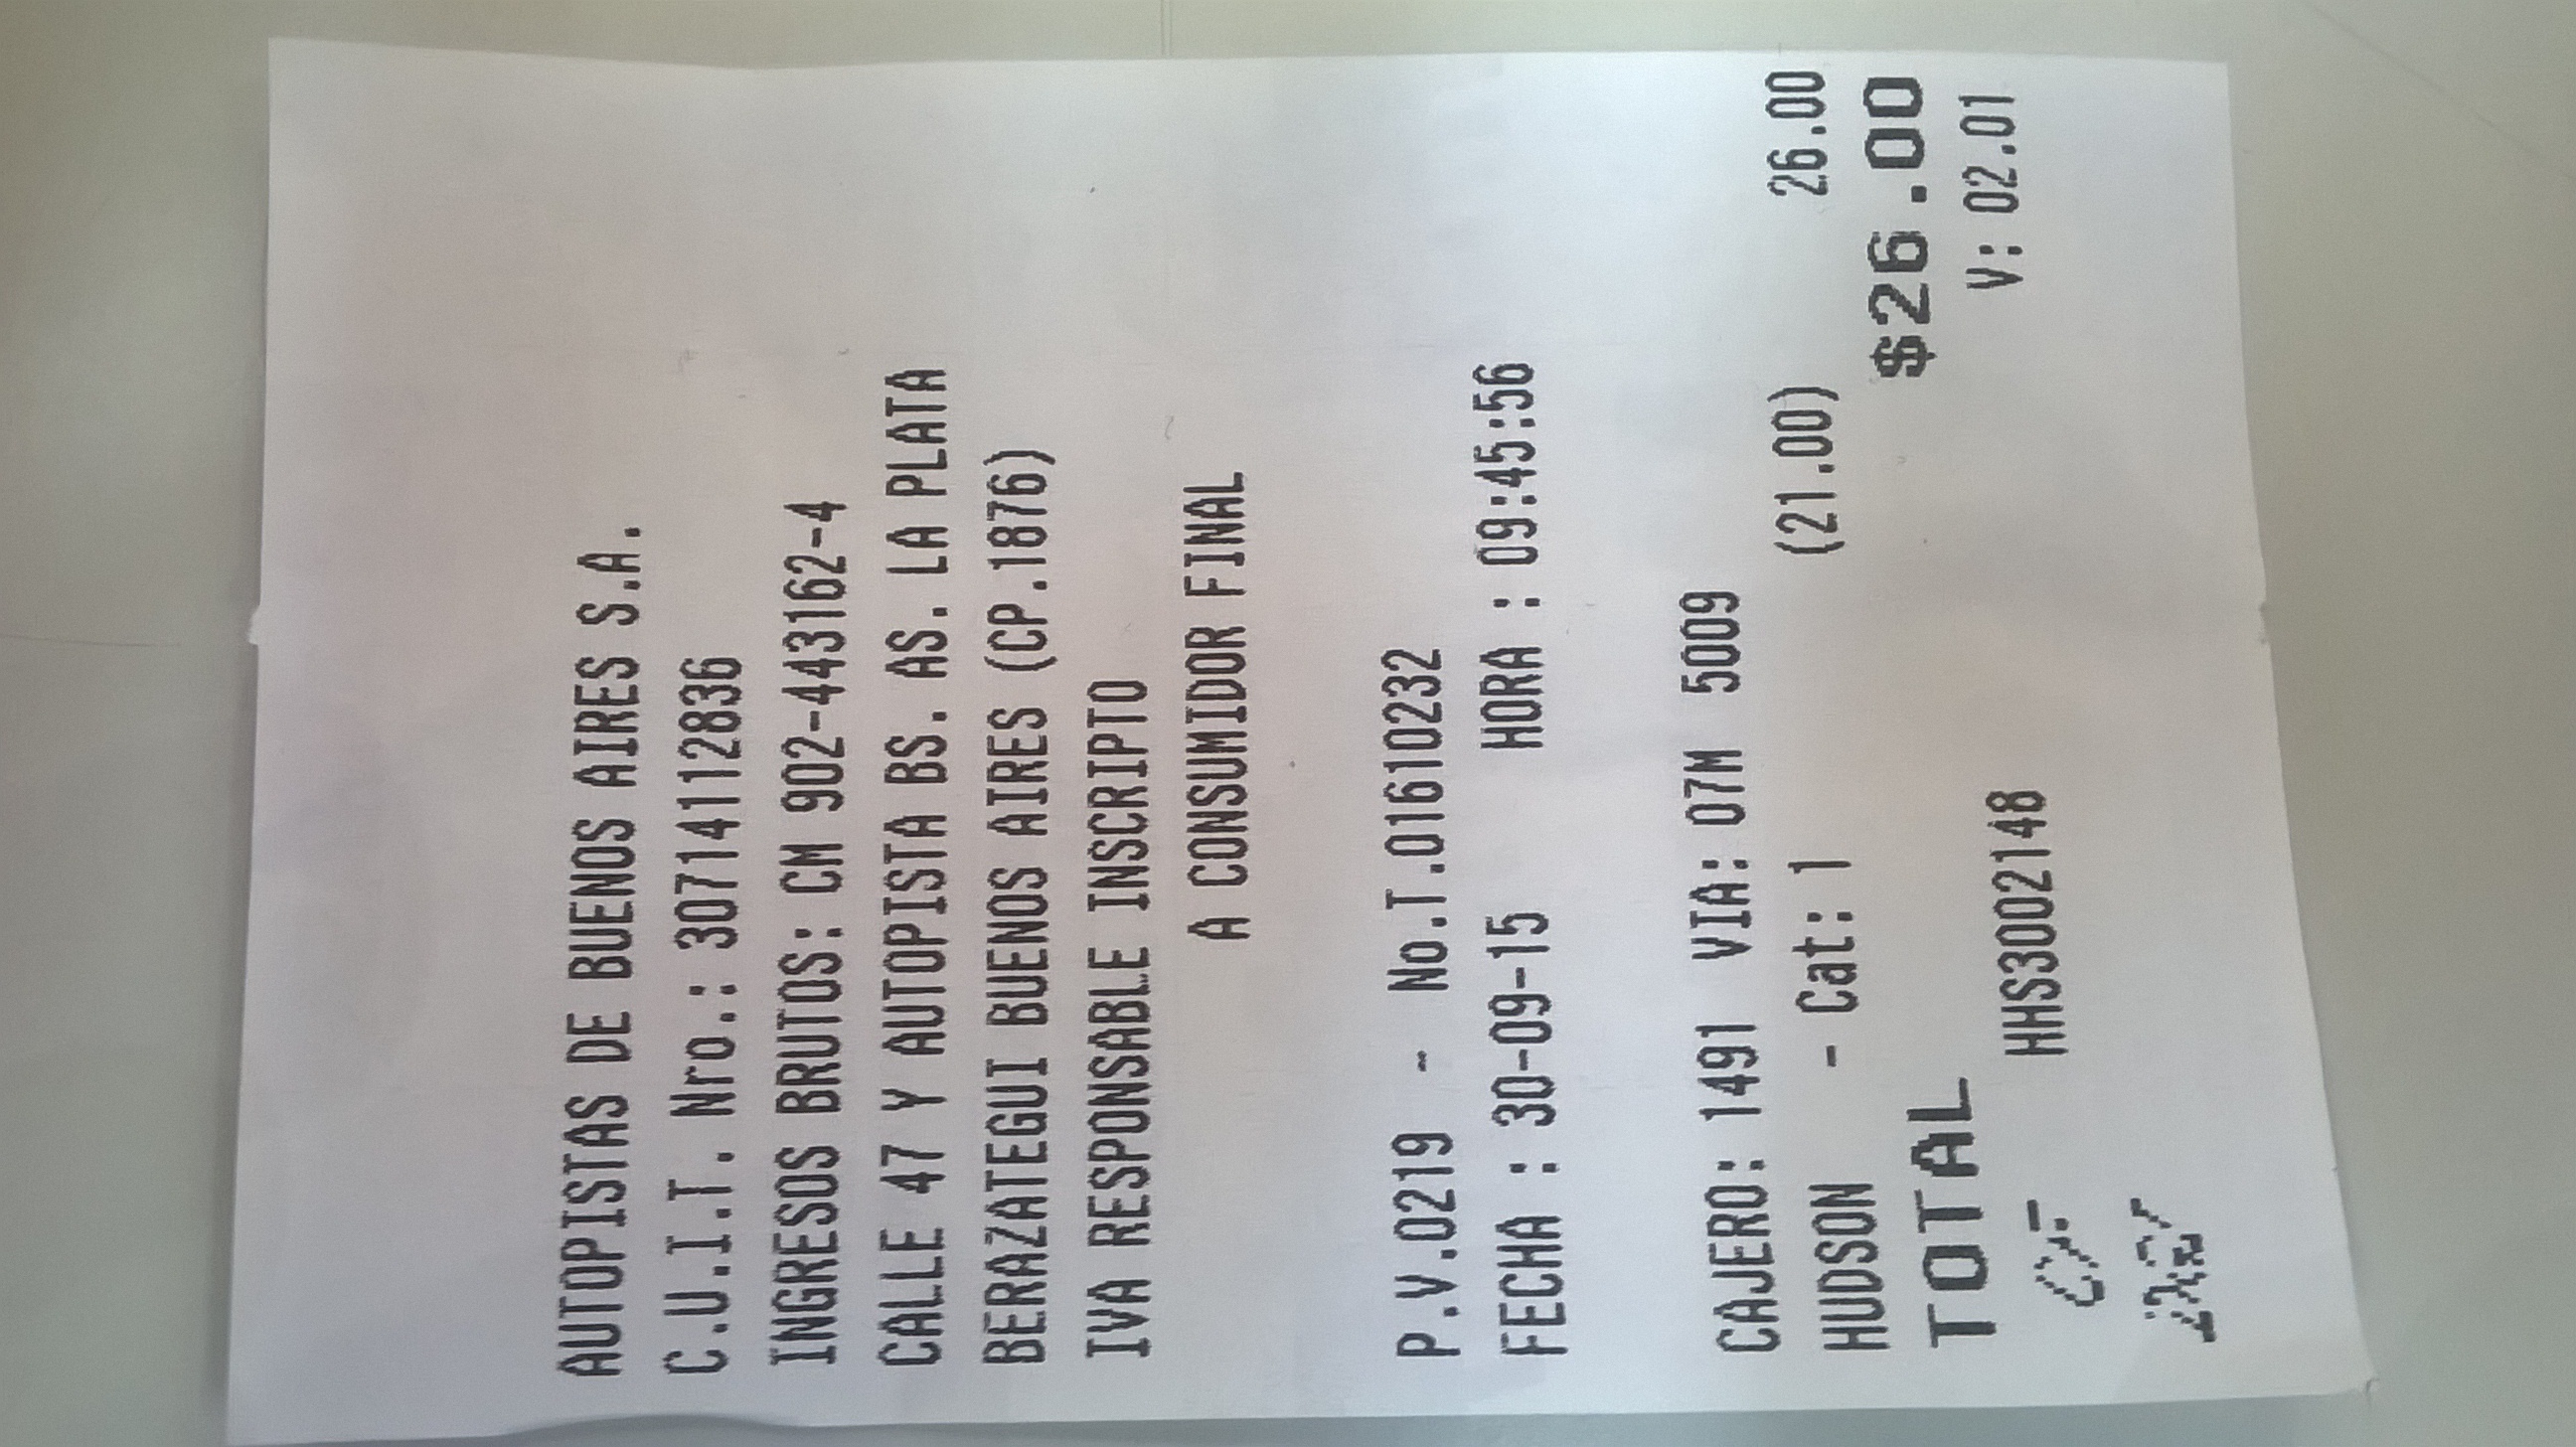 AUTOPISTAS DE BUENOS AIRES S.A.
C.U.I.T. Nro.: 30714112836
INGRESOS BRUTOS: CM 902-443162-4
CALLE 47 Y AUTOPISTA BS. AS. LA PLATA
BERAZATEGUI BUENOS AIRES (CP.1876)
IVA RESPONSABLE INSCRIPTO
A CONSUMIDOR FINAL
P.V.0219 - No.T.01610232
FECHA : 30-09-15 HORA : 09:45:56
CAJERO: 1491 VIA: 07M 5009
HUDSON - Cat: 1 (21.00) 26.00
TOTAL $26.00
HHS3002148 V: 02.01